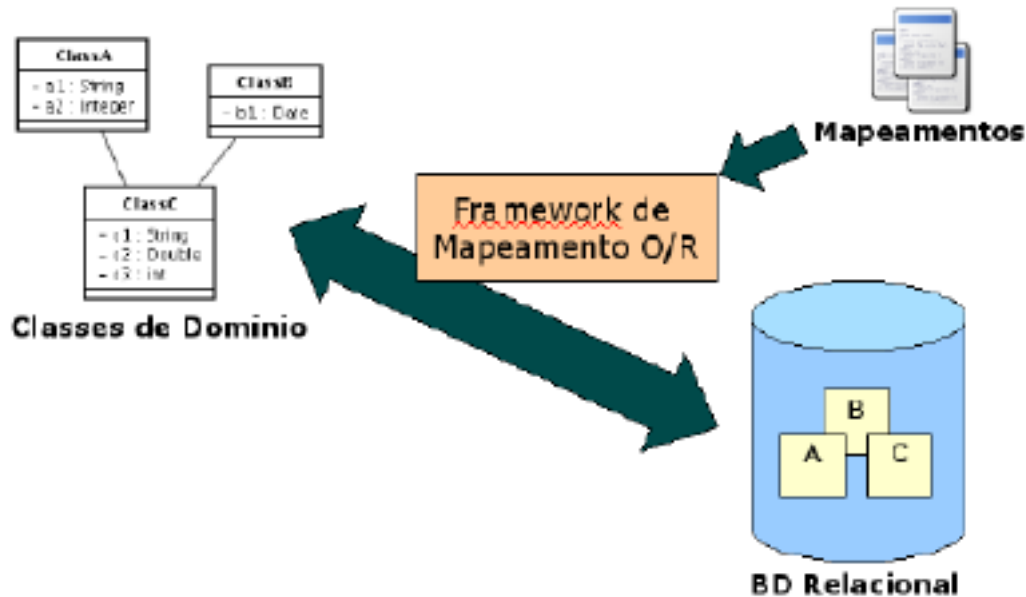 ClassA
- a1 : String
- a2 : Integer
ClassB
- b1 : Date
ClassC
- c1 : String
- c2 : Double
- c3 : int
Classes de Domínio
Mapeamentos
Framework de
Mapeamento O/R
B
A C
BD Relacional